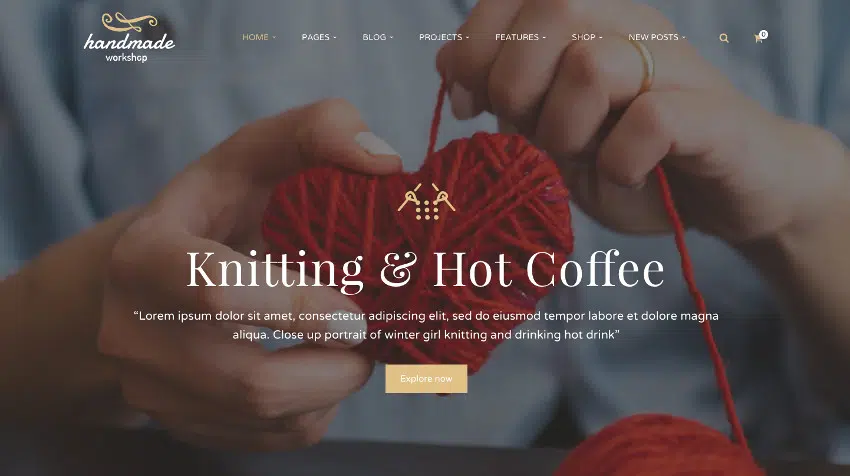 handmade
workshop
HOME PAGES BLOG PROJECTS FEATURES SHOP NEW POSTS 0
Knitting & Hot Coffee
“Lorem ipsum dolor sit amet, consectetur adipiscing elit, sed do eiusmod tempor labore et dolore magna
aliqua. Close up portrait of winter girl knitting and drinking hot drink”
Explore now